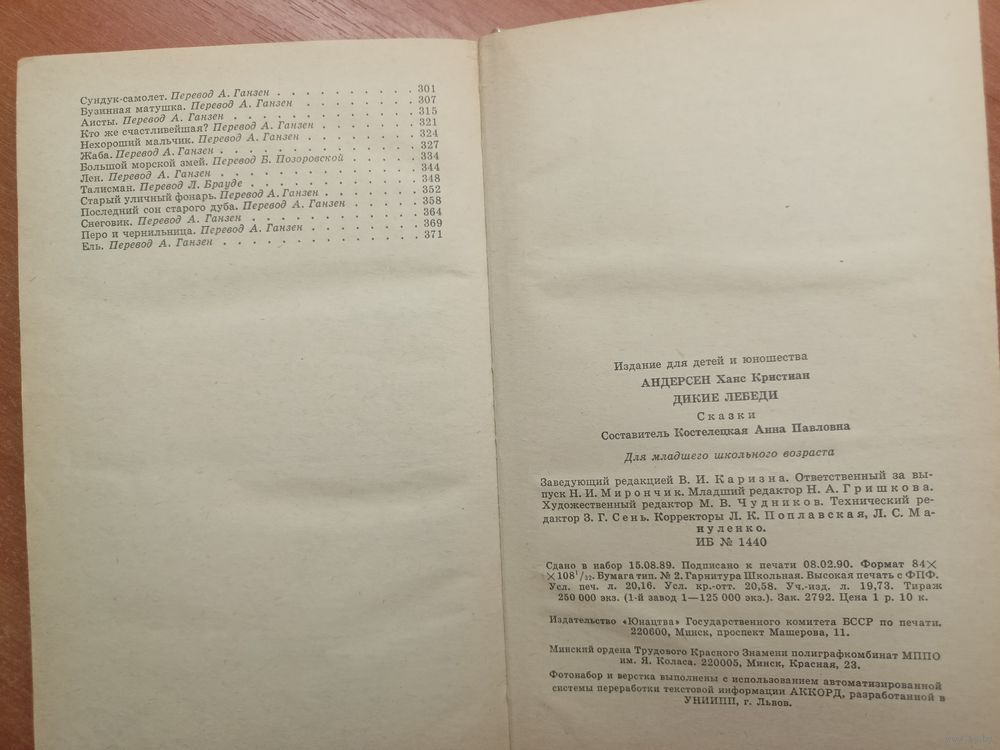 Сундук-самолет. Перевод А. Ганзен . . . . . . . . . . 301
Бузинная матушка. Перевод А. Ганзен . . . . . . . . 307
Аисты. Перевод А. Ганзен . . . . . . . . . . . . . 315
Кто же счастливейшая? Перевод А. Ганзен . . . . . . . 321
Нехороший мальчик. Перевод А. Ганзен . . . . . . . . 324
Жаба. Перевод А. Ганзен . . . . . . . . . . . . . . 327
Большой морской змей. Перевод Б. Позоровской . . . . . 334
Лен. Перевод А. Ганзен . . . . . . . . . . . . . . 344
Талисман. Перевод Л. Брауде . . . . . . . . . . . . 348
Старый уличный фонарь. Перевод А. Ганзен . . . . . . . 352
Последний сон старого дуба. Перевод А. Ганзен . . . . . 358
Снеговик. Перевод А. Ганзен . . . . . . . . . . . . 364
Перо и чернильница. Перевод А. Ганзен . . . . . . . . 369
Ель. Перевод А. Ганзен . . . . . . . . . . . . . . 371
Издание для детей и юношества
АНДЕРСЕН Ханс Кристиан
ДИКИЕ ЛЕБЕДИ
Сказки
Составитель Костелецкая Анна Павловна
Для младшего школьного возраста
Заведующий редакцией В. И. Каризна. Ответственный за вы-
пуск Н. И. Мирончик. Младший редактор Н. А. Гришкова.
Художественный редактор М. В. Чудников. Технический ре-
дактор З. Г. Сень. Корректоры Л. К. Поплавская, Л. С. Ма-
нуленко.
ИБ № 1440
Сдано в набор 15.08.89. Подписано к печати 08.02.90. Формат 84×
×108¹/₃₂. Бумага тип. № 2. Гарнитура Школьная. Высокая печать с ФПФ.
Усл. печ. л. 20,16. Усл. кр.-отт. 20,58. Уч.-изд. л. 19,73. Тираж
250 000 экз. (1-й завод 1—125 000 экз.). Зак. 2792. Цена 1 р. 10 к.
Издательство «Юнацтва» Государственного комитета БССР по печати.
220600, Минск, проспект Машерова, 11.
Минский ордена Трудового Красного Знамени полиграфкомбинат МППО
им. Я. Коласа. 220005, Минск, Красная, 23.
Фотонабор и верстка выполнены с использованием автоматизированной
системы переработки текстовой информации АККОРД, разработанной в
УНИИПП, г. Львов.